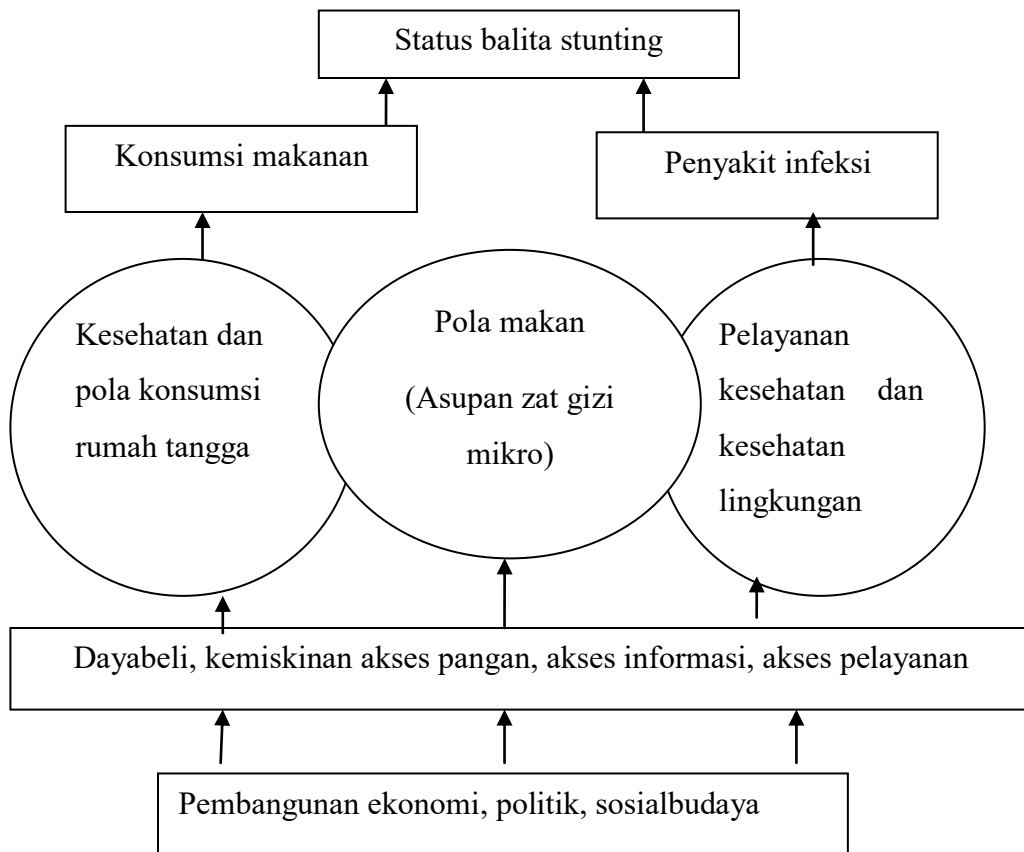 Status balita stunting
Konsumsi makanan
Penyakit infeksi
Kesehatan dan
pola konsumsi
rumah tangga
Pola makan
(Asupan zat gizi
mikro)
Pelayanan
kesehatan dan
kesehatan
lingkungan
Dayabeli, kemiskinan akses pangan, akses informasi, akses pelayanan
Pembangunan ekonomi, politik, sosialbudaya